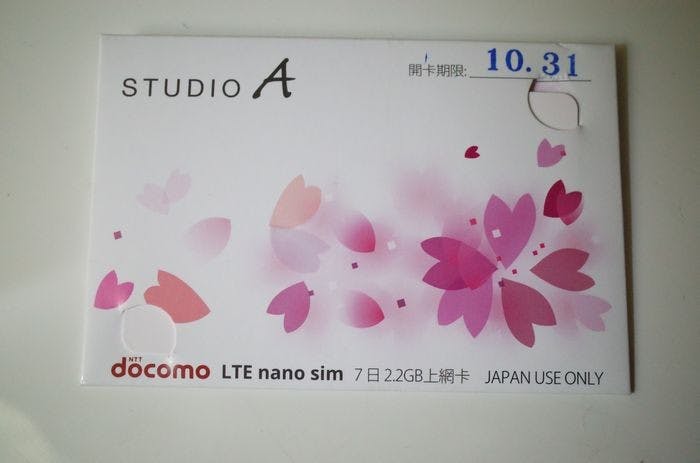 STUDIO A
開卡期限: 10.31
NTT
docomo LTE nano sim 7日2.2GB上網卡 JAPAN USE ONLY